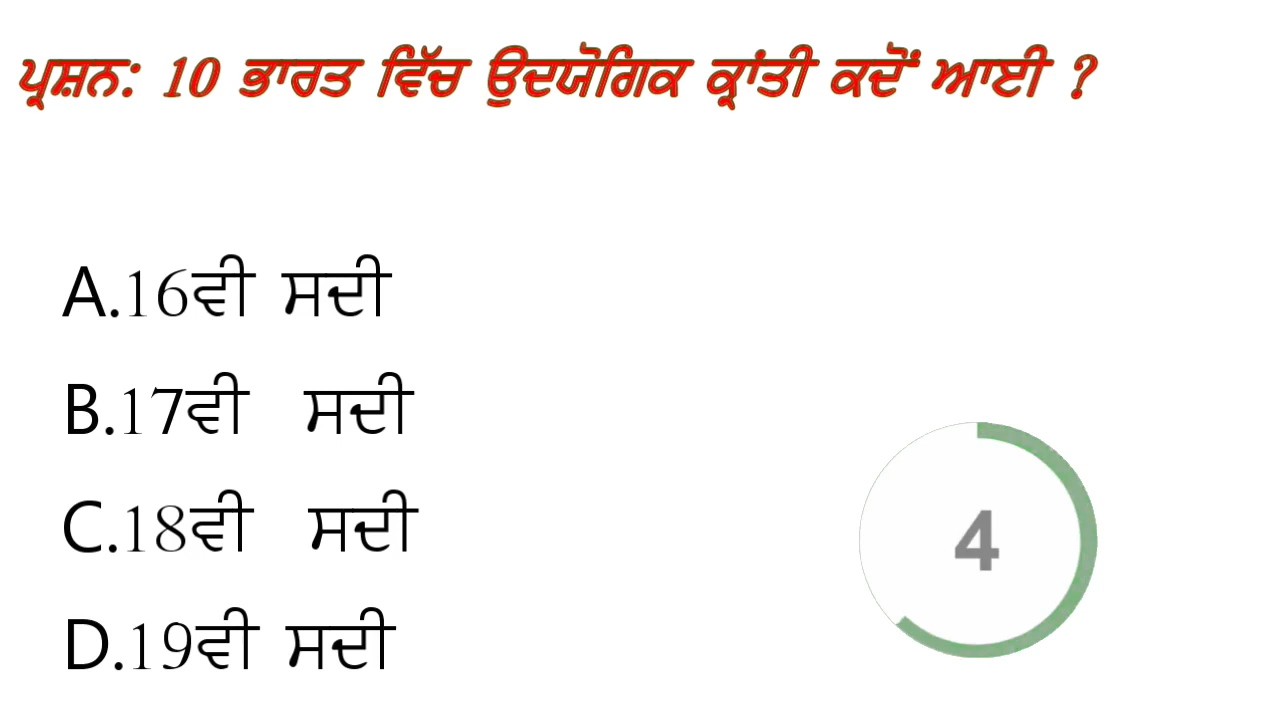 ਪ੍ਰਸ਼ਨ: 10 ਭਾਰਤ ਵਿੱਚ ਉਦਯੋਗਿਕ ਕ੍ਰਾਂਤੀ ਕਦੋਂ ਆਈ ?
A.16ਵੀ ਸਦੀ
B.17ਵੀ ਸਦੀ
C.18ਵੀ ਸਦੀ
4
D.19ਵੀ ਸਦੀ